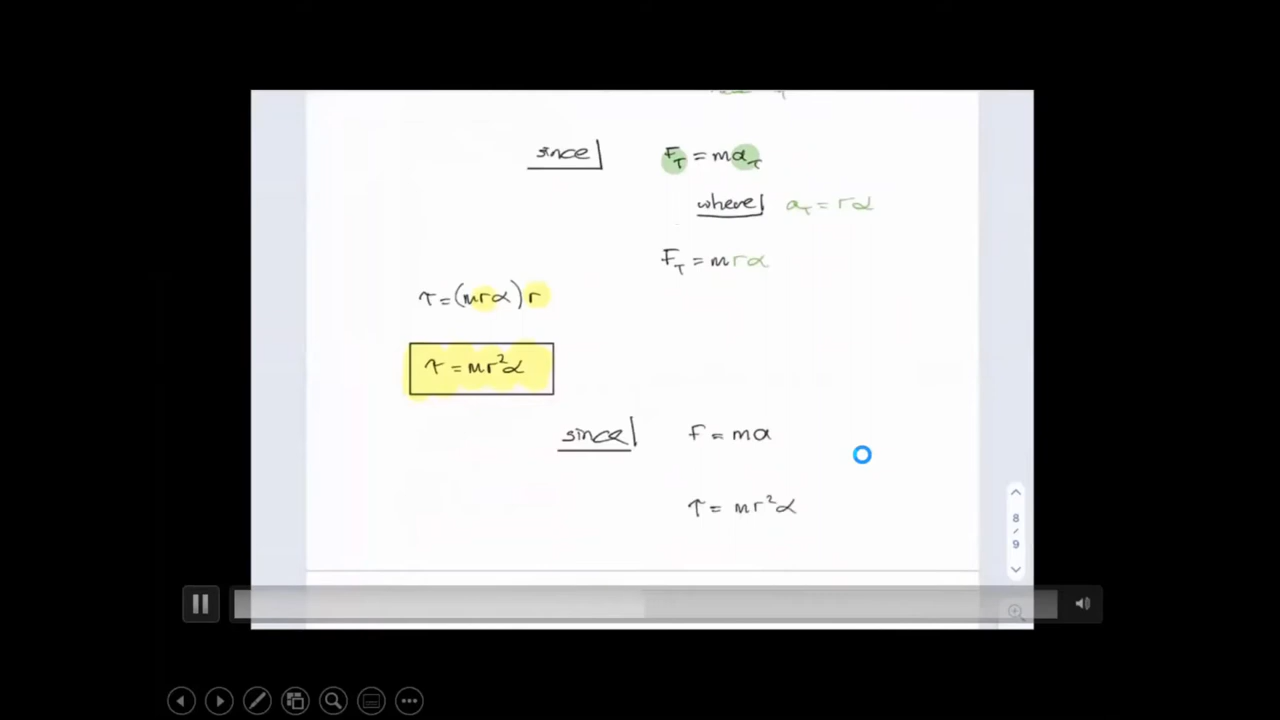 since F_T = ma_T
where a_T = rα
F_T = mrα
τ = (mrα) r
τ = mr²α
since F = ma
τ = mr²α
8
/
9